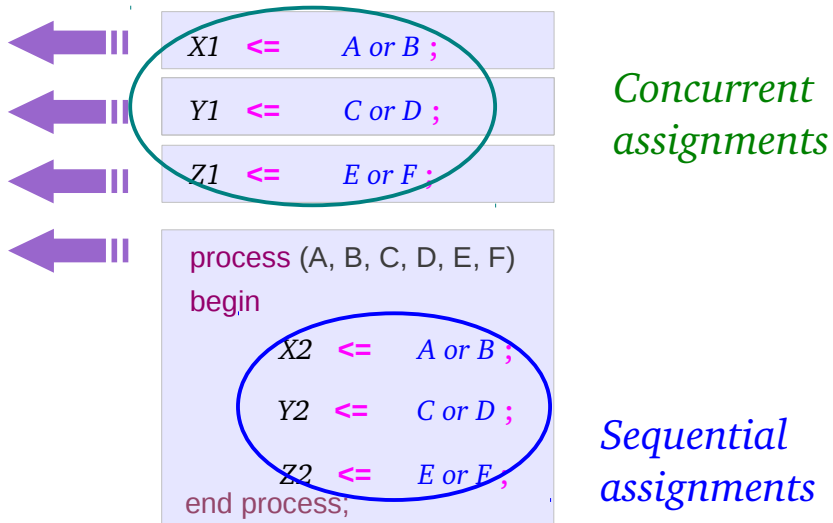 X1 <= A or B ;
Y1 <= C or D ;
Z1 <= E or F ;
Concurrent
assignments
process (A, B, C, D, E, F)
begin
X2 <= A or B ;
Y2 <= C or D ;
Z2 <= E or F ;
end process;
Sequential
assignments